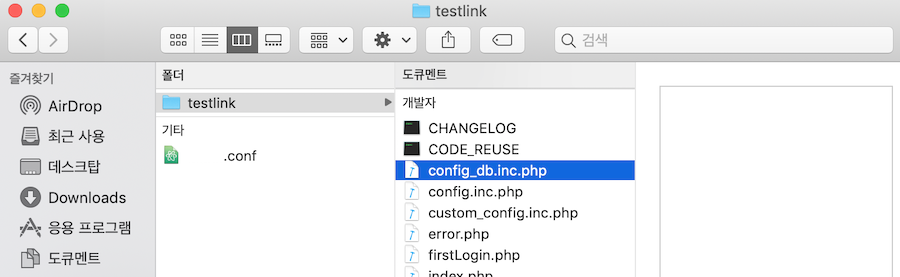 testlink
검색
즐겨찾기
AirDrop
최근 사용
데스크탑
Downloads
응용 프로그램
도큐멘트
폴더
testlink
기타
.conf
도큐멘트
개발자
CHANGELOG
CODE_REUSE
config_db.inc.php
config.inc.php
custom_config.inc.php
error.php
firstLogin.php
index.php